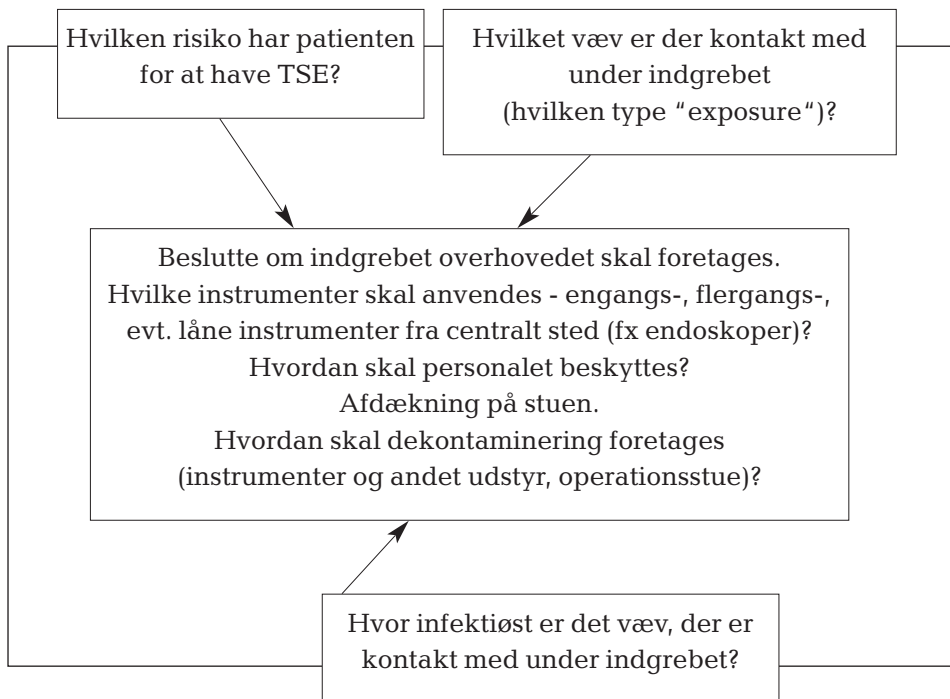 Hvilken risiko har patienten
for at have TSE?
Hvilket væv er der kontakt med
under indgrebet
(hvilken type “exposure“)?
Beslutte om indgrebet overhovedet skal foretages.
Hvilke instrumenter skal anvendes - engangs-, flergangs-,
evt. låne instrumenter fra centralt sted (fx endoskoper)?
Hvordan skal personalet beskyttes?
Afdækning på stuen.
Hvordan skal dekontaminering foretages
(instrumenter og andet udstyr, operationsstue)?
Hvor infektiøst er det væv, der er
kontakt med under indgrebet?